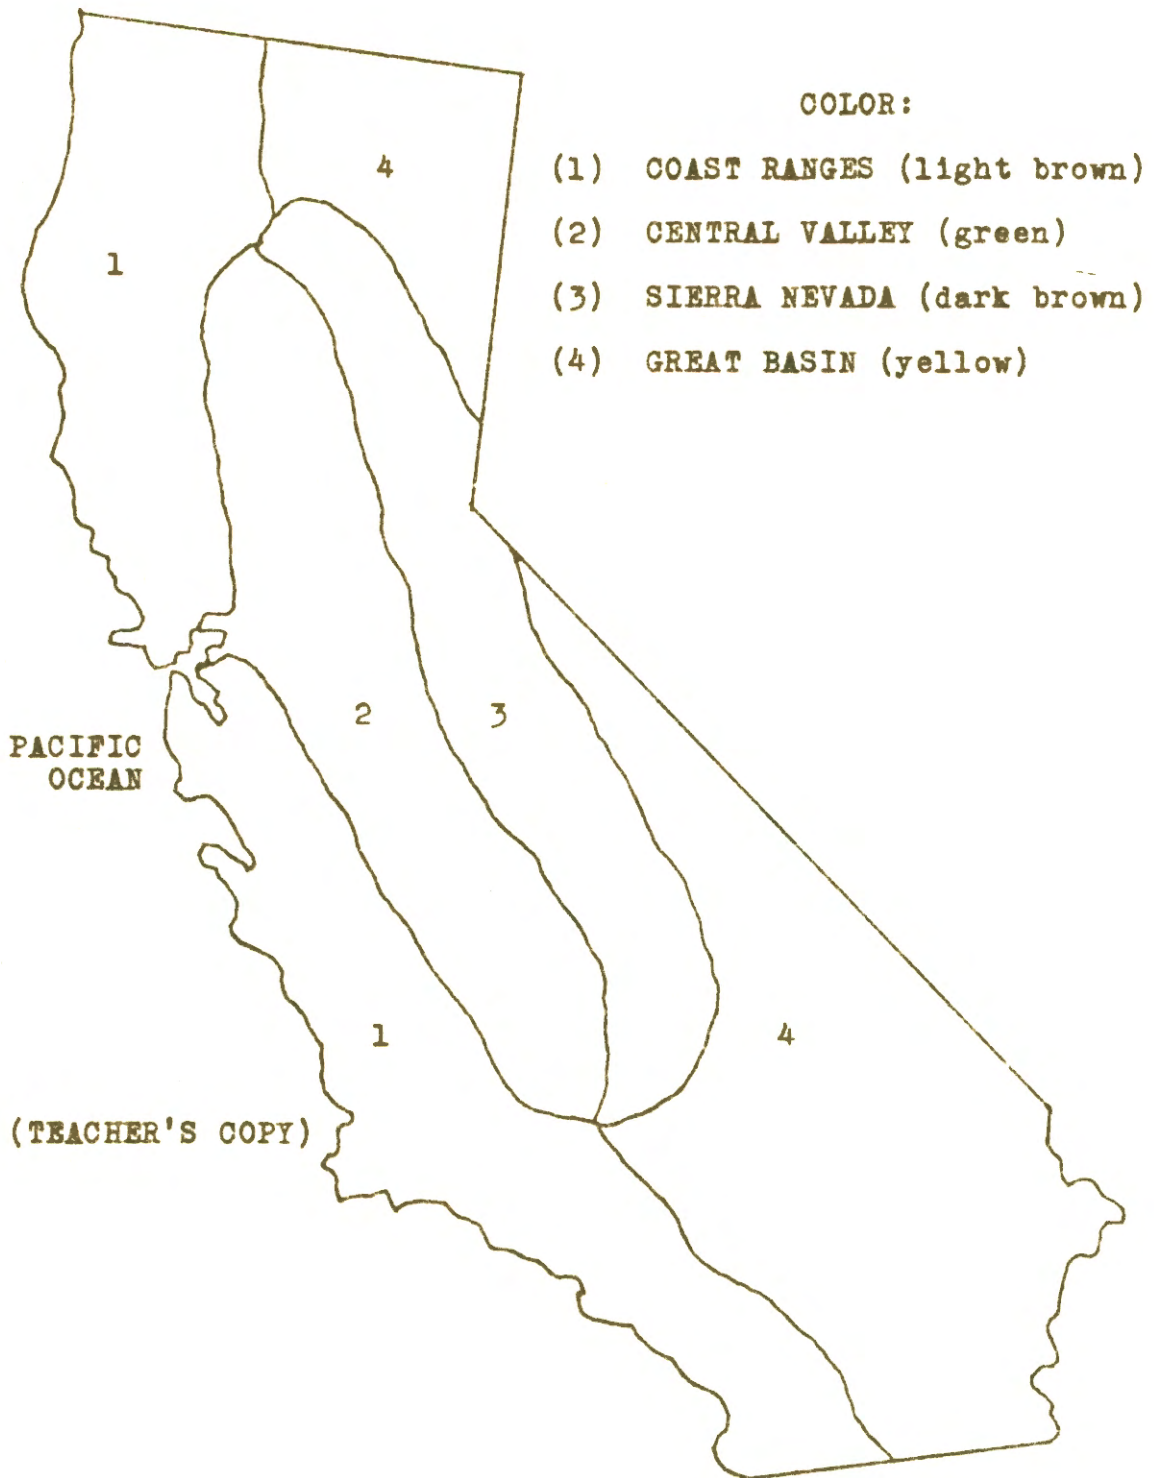 COLOR:
4
(1) COAST RANGES (light brown)
(2) CENTRAL VALLEY (green)
1
(3) SIERRA NEVADA (dark brown)
(4) GREAT BASIN (yellow)
2
3
PACIFIC
OCEAN
1
4
(TEACHER'S COPY)